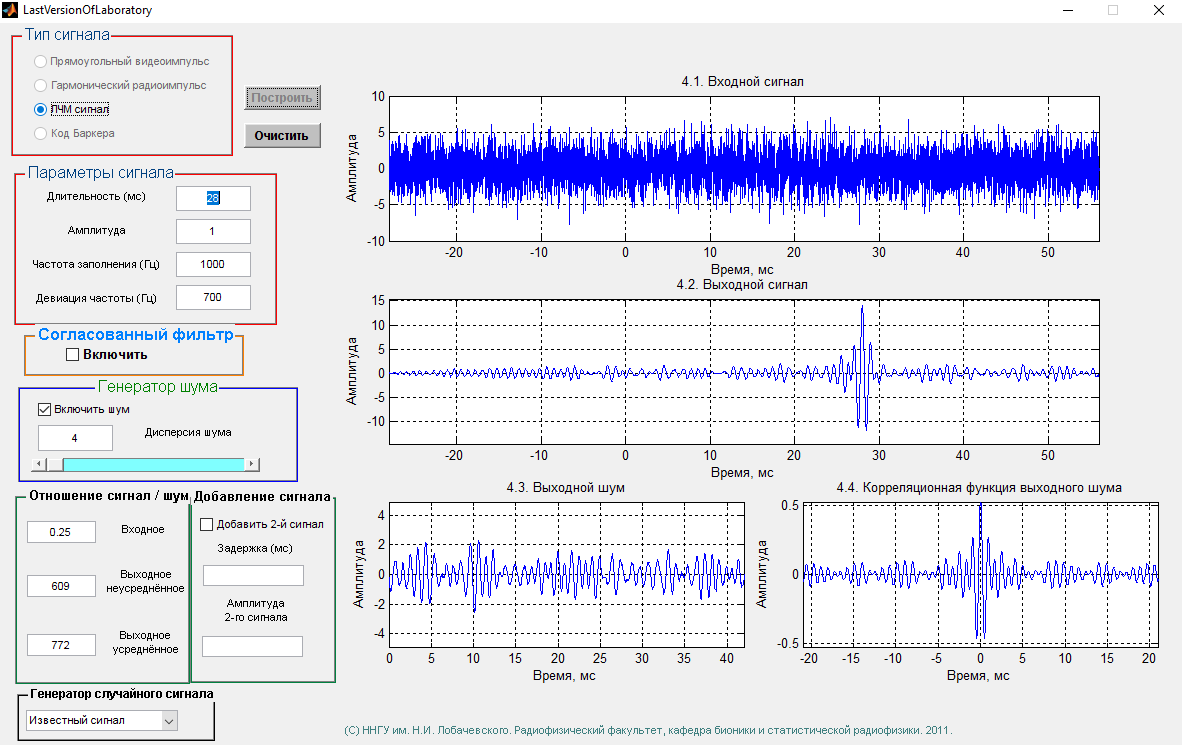 LastVersionOfLaboratory
Тип сигнала
Прямоугольный видеоимпульс
Гармонический радиоимпульс
ЛЧМ сигнал
Код Баркера
Построить
Очистить
Параметры сигнала
Длительность (мс)
28
Амплитуда
1
Частота заполнения (Гц)
1000
Девиация частоты (Гц)
700
Согласованный фильтр
Включить
Генератор шума
Включить шум
4
Дисперсия шума
Отношение сигнал / шум
0.25
Входное
609
Выходное
неусреднённое
772
Выходное
усреднённое
Добавление сигнала
Добавить 2-й сигнал
Задержка (мс)
Амплитуда
2-го сигнала
Генератор случайного сигнала
Известный сигнал
4.1. Входной сигнал
Амплитуда
10
5
0
-5
-10
-20 -10 0 10 20 30 40 50
Время, мс
4.2. Выходной сигнал
Амплитуда
15
10
5
0
-5
-10
-20 -10 0 10 20 30 40 50
Время, мс
4.3. Выходной шум
Амплитуда
4
2
0
-2
-4
0 5 10 15 20 25 30 35 40
Время, мс
4.4. Корреляционная функция выходного шума
Амплитуда
0.5
0
-0.5
-20 -15 -10 -5 0 5 10 15 20
Время, мс
(С) ННГУ им. Н.И. Лобачевского. Радиофизический факультет, кафедра бионики и статистической радиофизики. 2011.